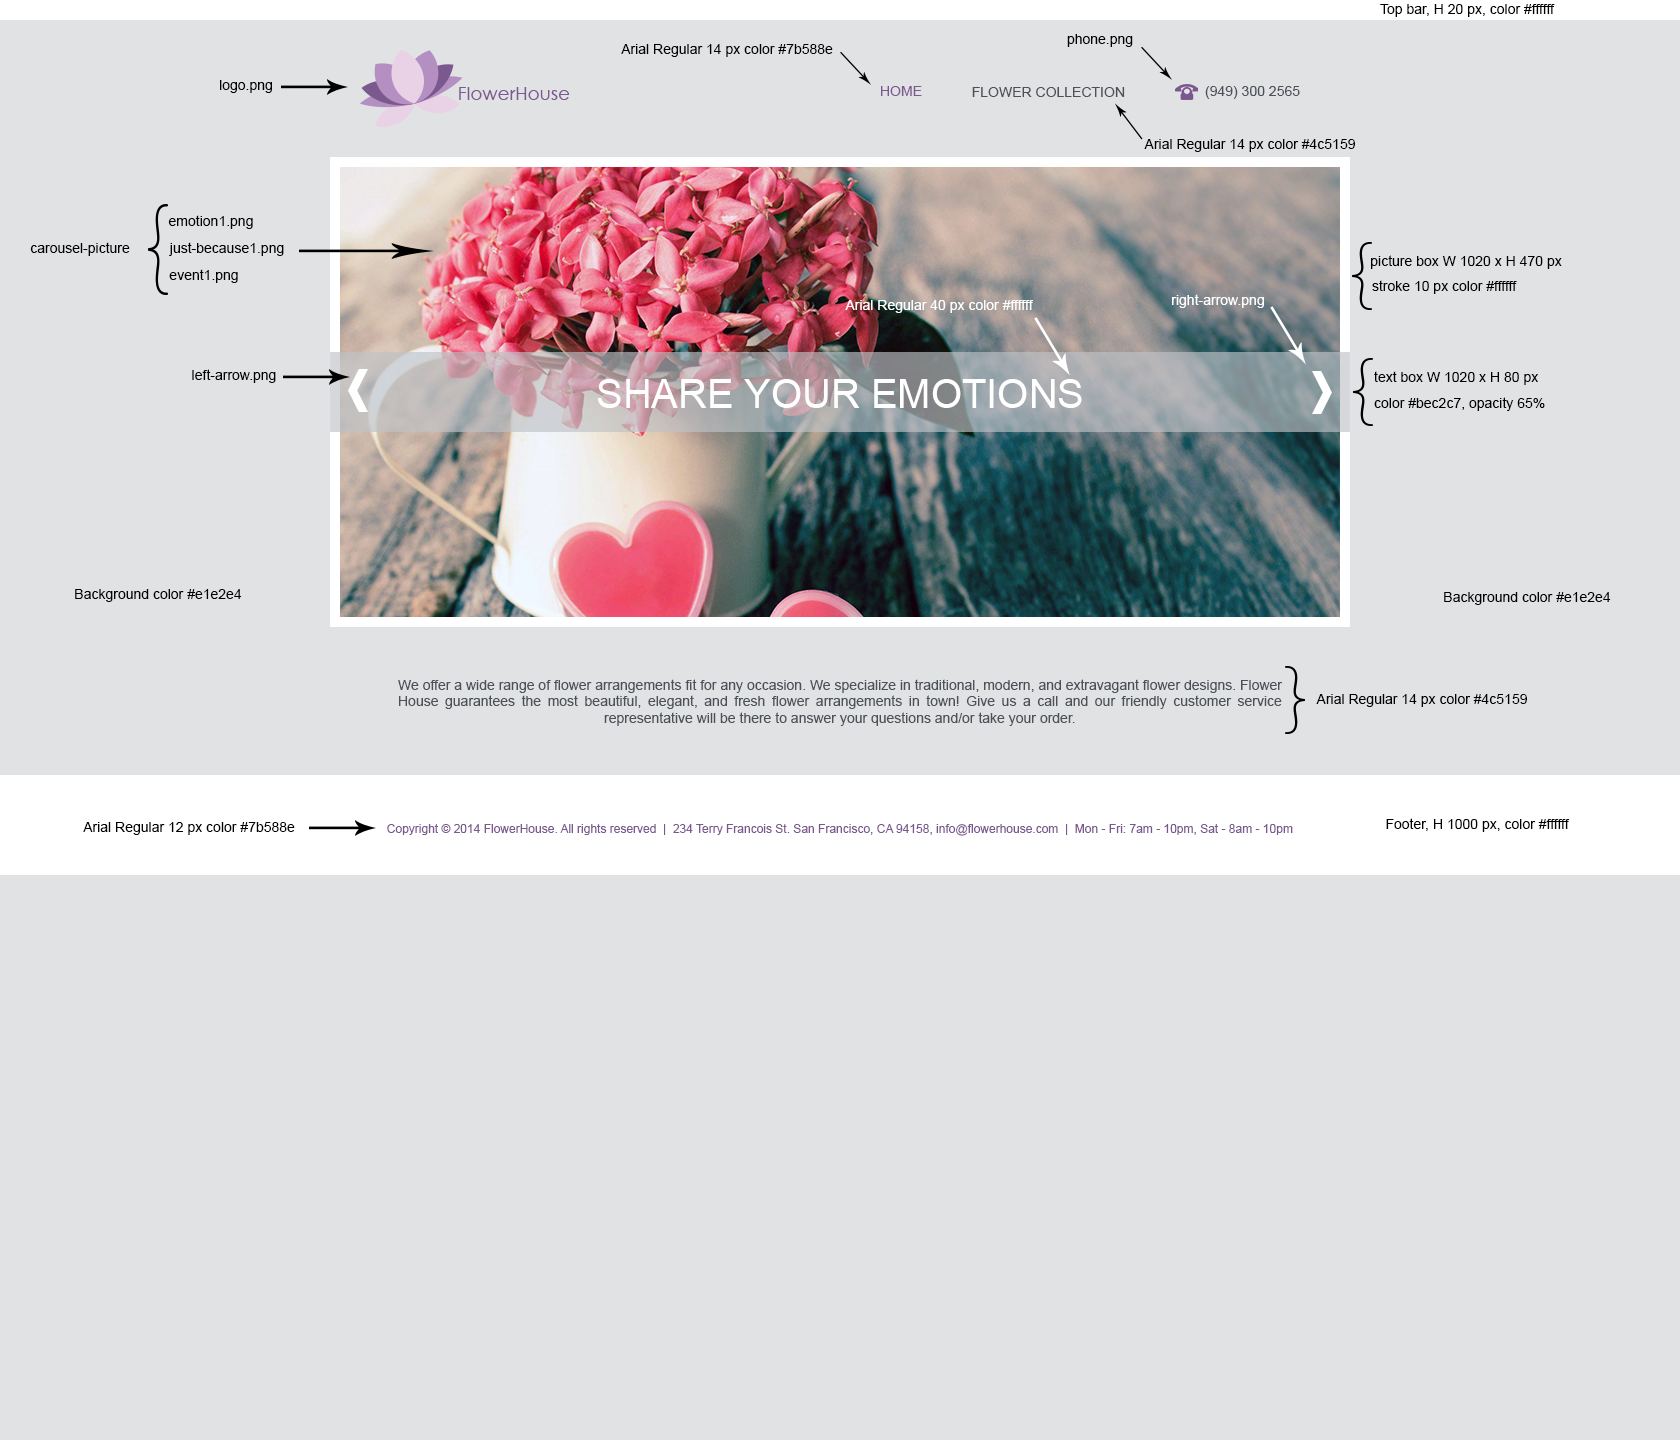 Top bar, H 20 px, color #ffffff
phone.png
Arial Regular 14 px color #7b588e
logo.png
FlowerHouse
HOME
FLOWER COLLECTION
(949) 300 2565
Arial Regular 14 px color #4c5159
carousel-picture
emotion1.png
just-because1.png
event1.png
picture box W 1020 x H 470 px
stroke 10 px color #ffffff
Arial Regular 40 px color #ffffff
right-arrow.png
left-arrow.png
SHARE YOUR EMOTIONS
text box W 1020 x H 80 px
color #bec2c7, opacity 65%
Background color #e1e2e4
Background color #e1e2e4
We offer a wide range of flower arrangements fit for any occasion. We specialize in traditional, modern, and extravagant flower designs. Flower
House guarantees the most beautiful, elegant, and fresh flower arrangements in town! Give us a call and our friendly customer service
representative will be there to answer your questions and/or take your order.
Arial Regular 14 px color #4c5159
Arial Regular 12 px color #7b588e
Copyright © 2014 FlowerHouse. All rights reserved | 234 Terry Francois St. San Francisco, CA 94158, info@flowerhouse.com | Mon - Fri: 7am - 10pm, Sat - 8am - 10pm
Footer, H 1000 px, color #ffffff